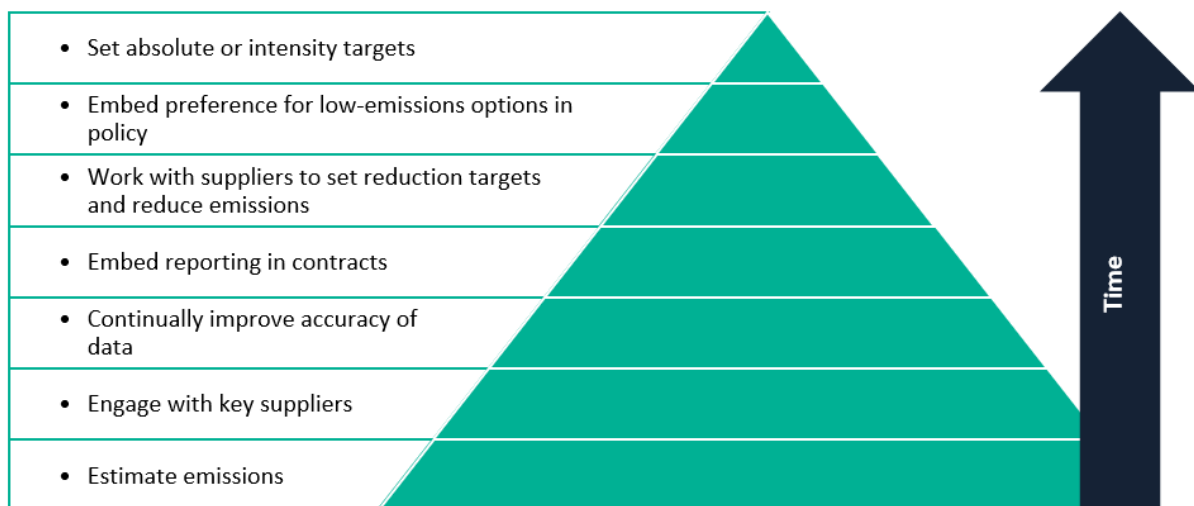 • Set absolute or intensity targets
• Embed preference for low-emissions options in
policy
• Work with suppliers to set reduction targets
and reduce emissions
• Embed reporting in contracts
• Continually improve accuracy of
data
• Engage with key suppliers
• Estimate emissions
Time